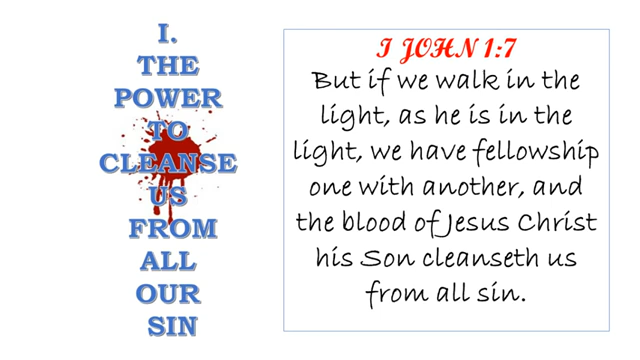 I.
THE
POWER
TO
CLEANSE
US
FROM
ALL
OUR
SIN
I JOHN 1:7
But if we walk in the
light, as he is in the
light, we have fellowship
one with another, and
the blood of Jesus Christ
his Son cleanseth us
from all sin.